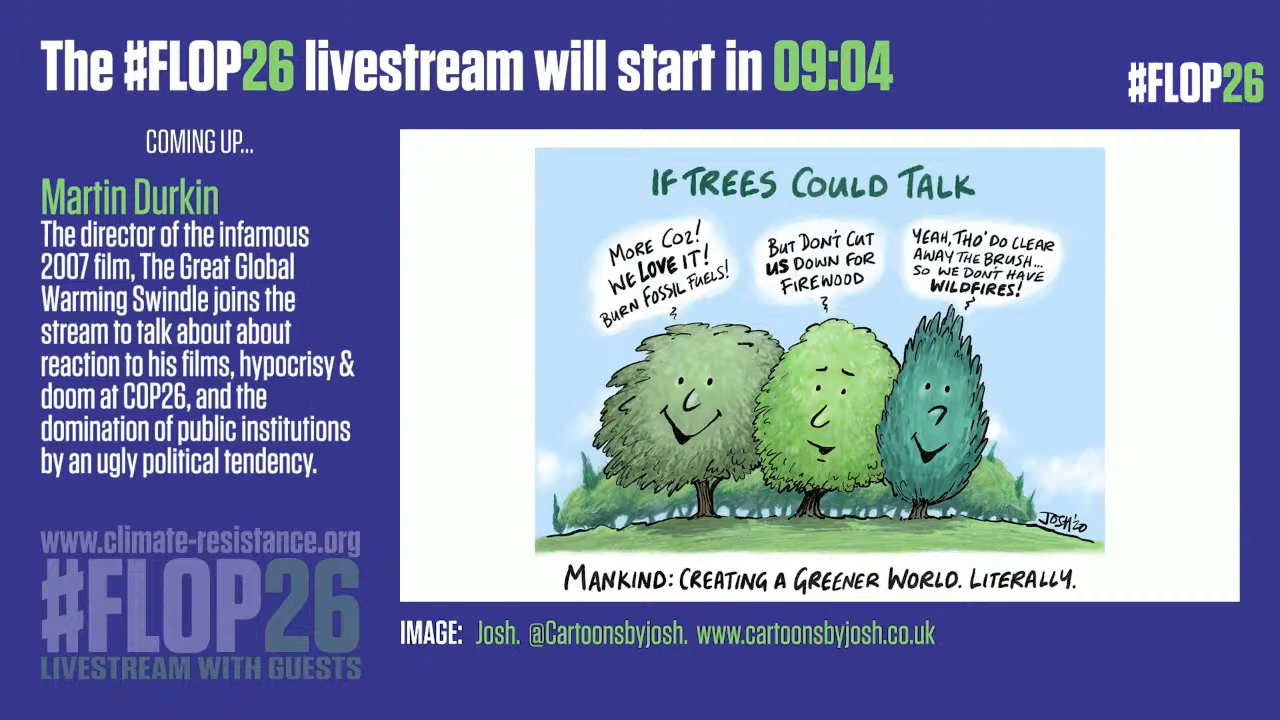 The #FLOP26 livestream will start in 09:04
#FLOP26
COMING UP...
Martin Durkin
The director of the infamous
2007 film, The Great Global
Warming Swindle joins the
stream to talk about about
reaction to his films, hypocrisy &
doom at COP26, and the
domination of public institutions
by an ugly political tendency.
www.climate-resistance.org
#FLOP26
LIVESTREAM WITH GUESTS
IF TREES COULD TALK
MORE CO2!
WE LOVE IT!
BURN FOSSIL FUELS!
BUT DON'T CUT
US DOWN FOR
FIREWOOD
YEAH, THO' DO CLEAR
AWAY THE BRUSH...
SO WE DON'T HAVE
WILDFIRES!
JOSH '20
MANKIND: CREATING A GREENER WORLD. LITERALLY.
IMAGE: Josh. @Cartoonsbyjosh. www.cartoonsbyjosh.co.uk